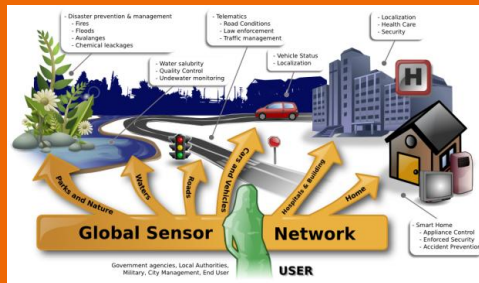 - Disaster prevention & management
- Fires
- Floods
- Avalanges
- Chemical leackages
- Water salubrity
- Quality Control
- Undewater monitoring
- Telematics
- Road Conditions
- Law enforcement
- Traffic management
- Vehicle Status
- Localization
- Localization
- Health Care
- Security
H
Parks and Nature
Waters
Roads
Cars and Vehicles
Hospitals & Building
Home
Global Sensor Network
- Smart Home
- Appliance Control
- Enforced Security
- Accident Prevention
Government agencies, Local Authorities,
Military, City Management, End User
USER